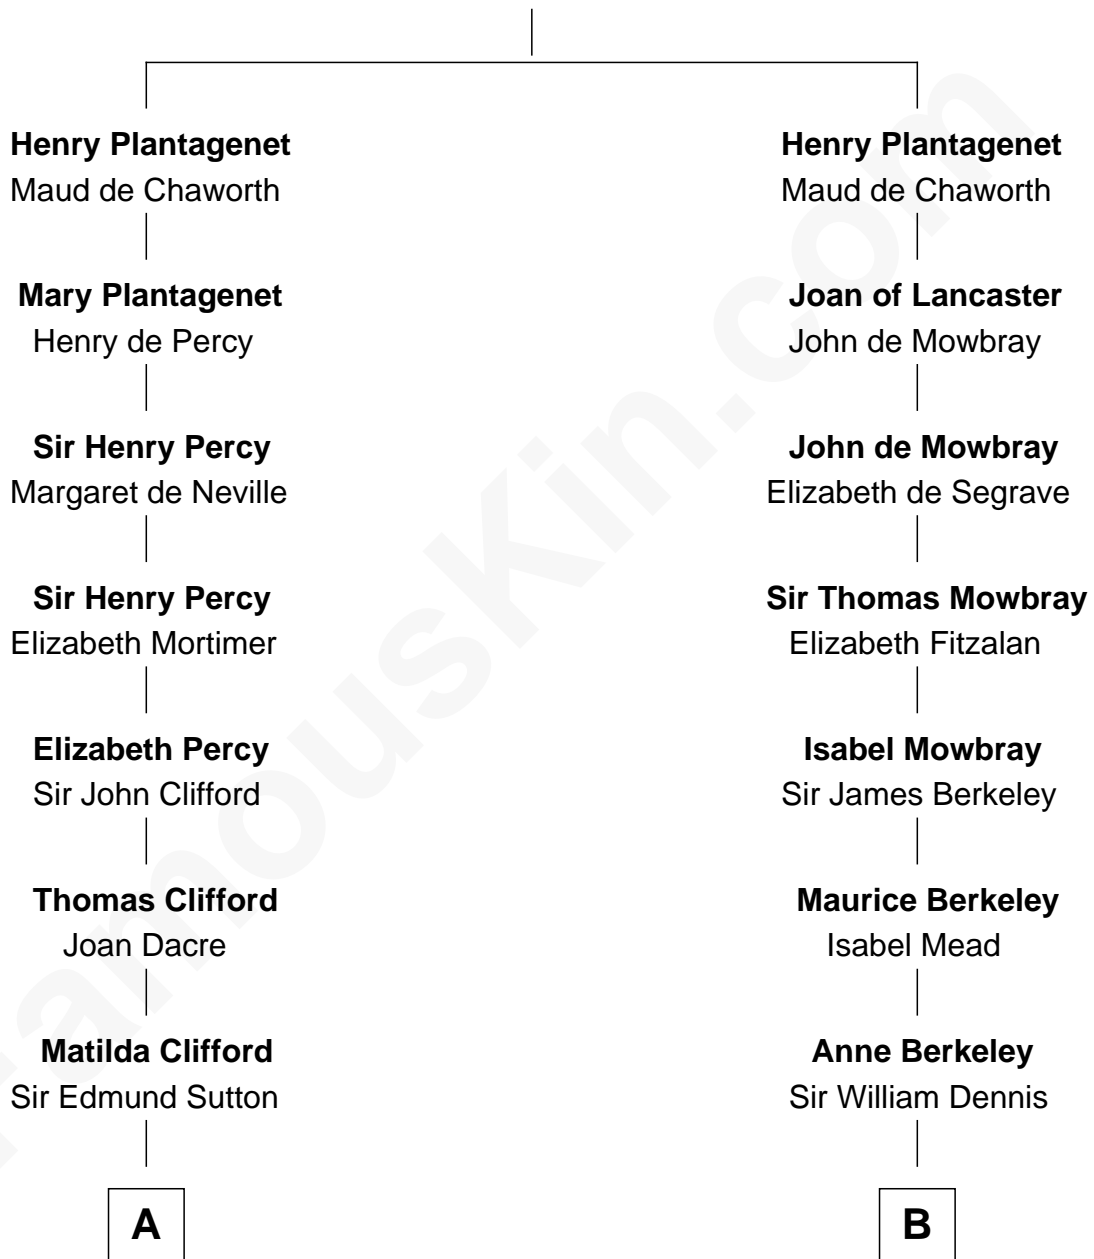 Henry Plantagenet
Maud de Chaworth
Mary Plantagenet
Henry de Percy
Sir Henry Percy
Margaret de Neville
Sir Henry Percy
Elizabeth Mortimer
Elizabeth Percy
Sir John Clifford
Thomas Clifford
Joan Dacre
Matilda Clifford
Sir Edmund Sutton
A
Henry Plantagenet
Maud de Chaworth
Joan of Lancaster
John de Mowbray
John de Mowbray
Elizabeth de Segrave
Sir Thomas Mowbray
Elizabeth Fitzalan
Isabel Mowbray
Sir James Berkeley
Maurice Berkeley
Isabel Mead
Anne Berkeley
Sir William Dennis
B
FamousKin.com